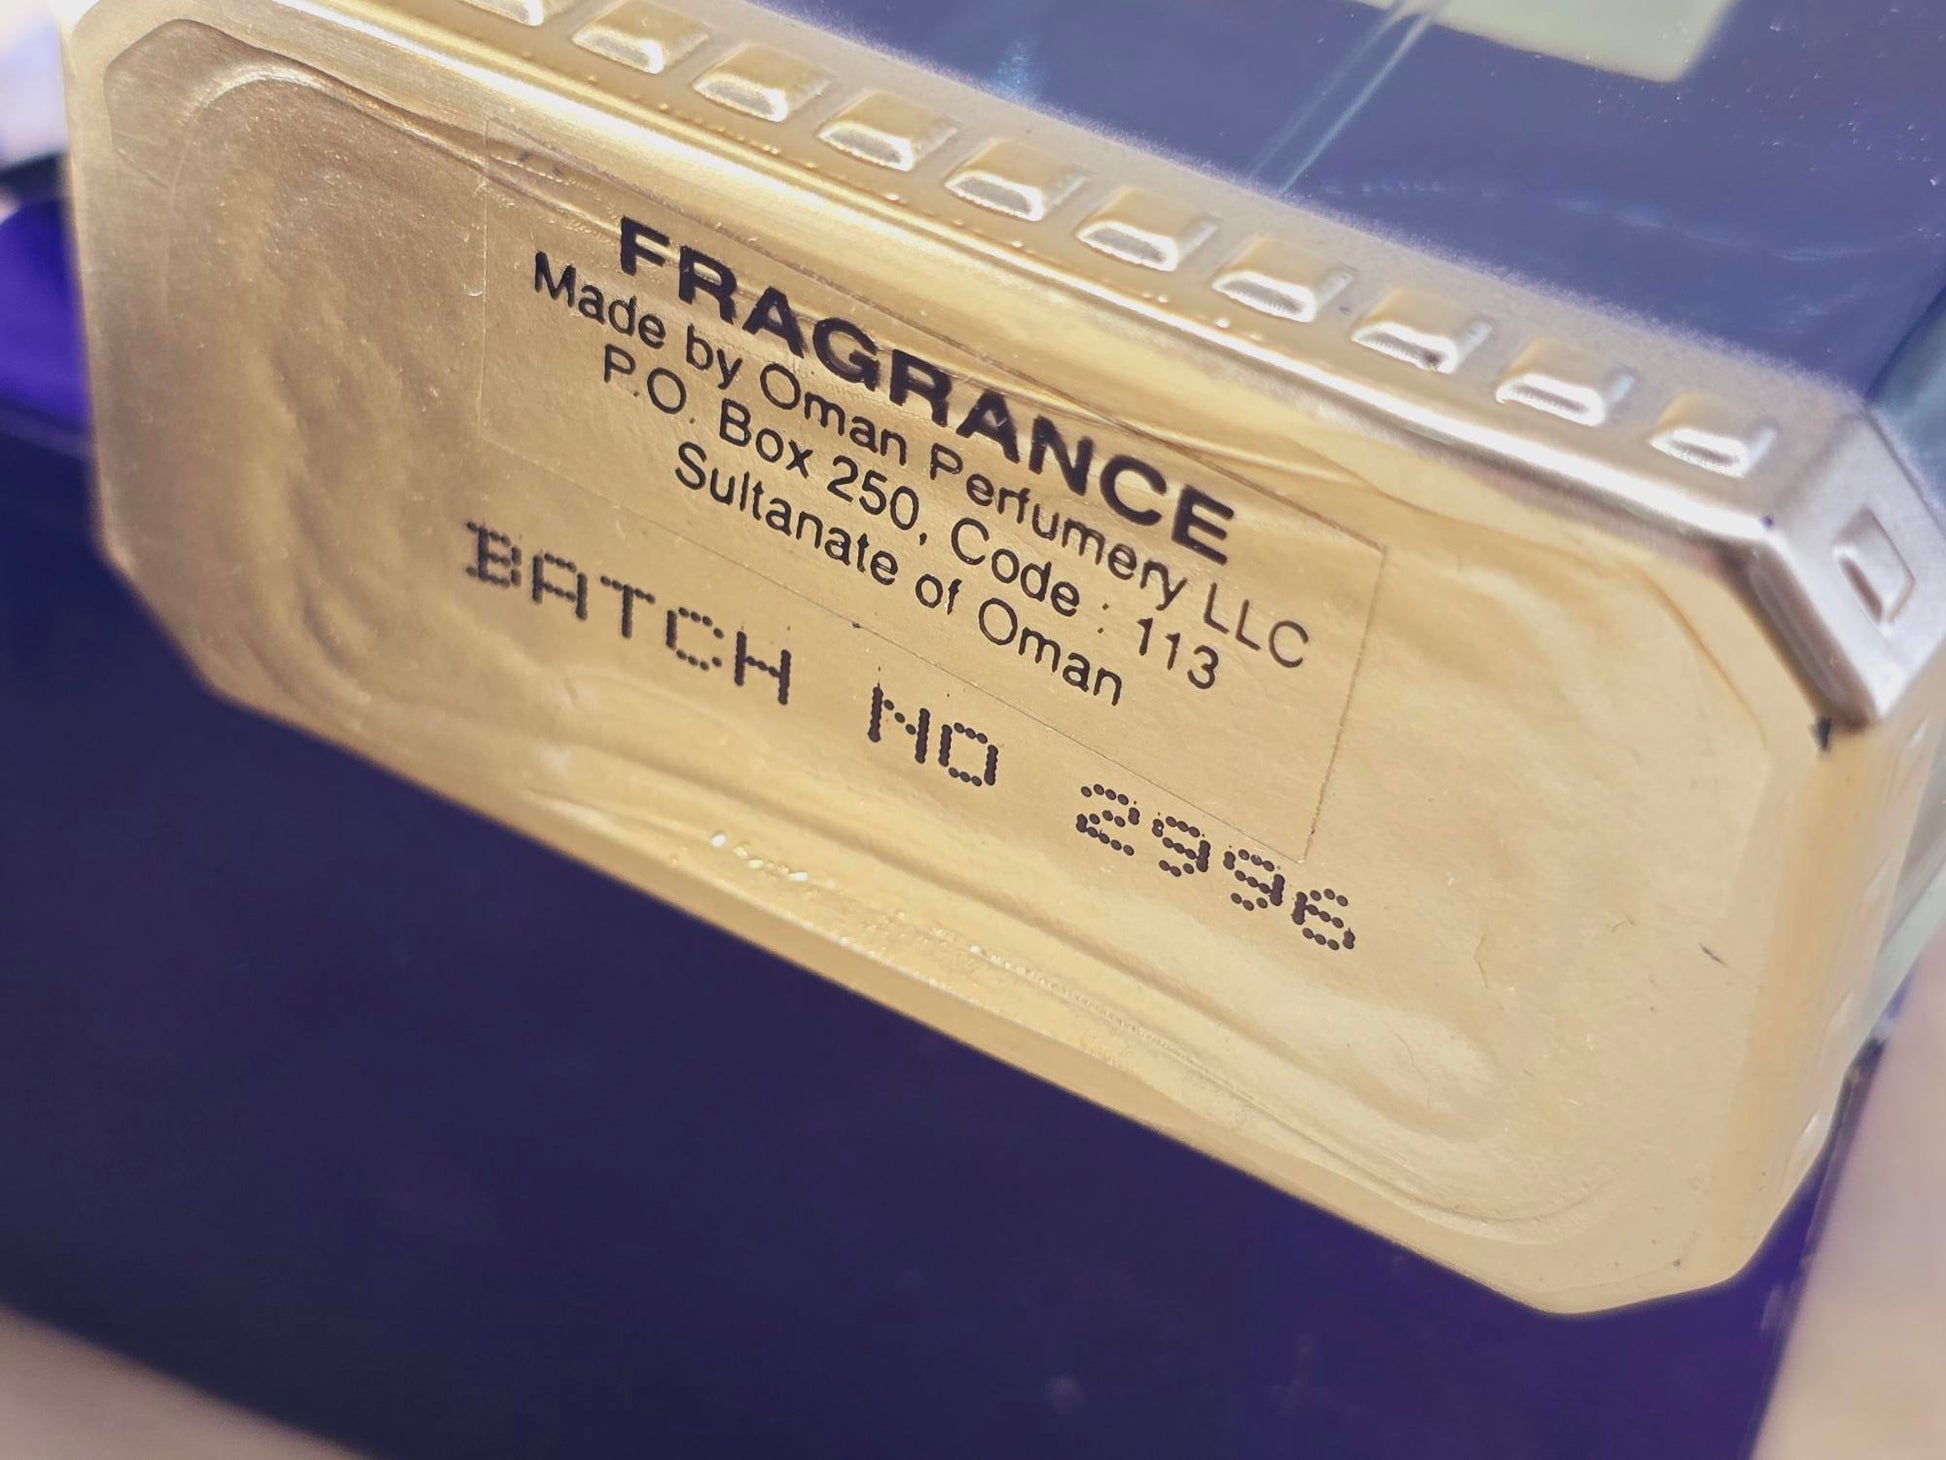 FRAGRANCE
Made by Oman Perfumery LLC
P.O. Box 250, Code : 113
Sultanate of Oman
BATCH NO 2996